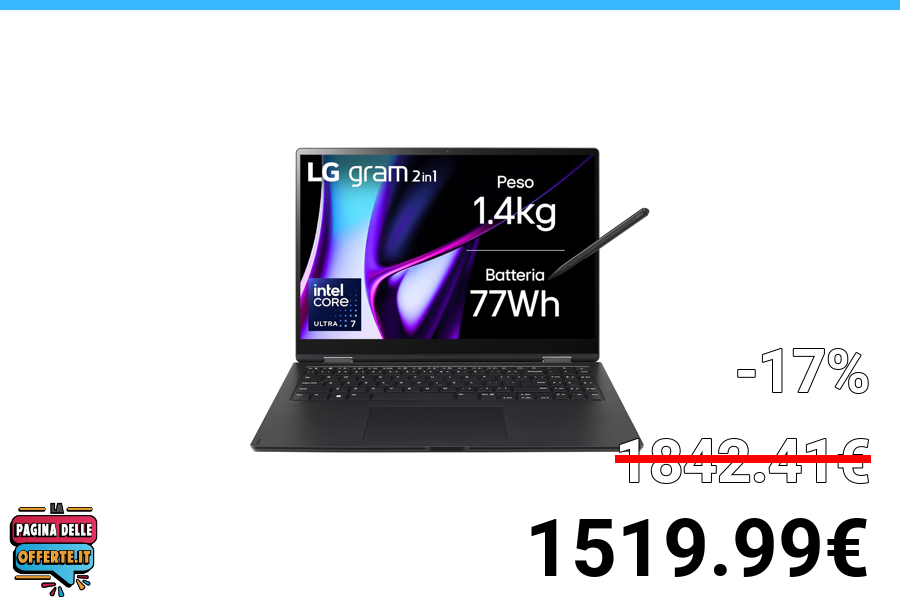 LG gram 2in1
Peso
1.4kg
Batteria
77Wh
intel
CORE
ULTRA 7
-17%
1842.41€
1519.99€
LA
PAGINA DELLE
OFFERTE.IT